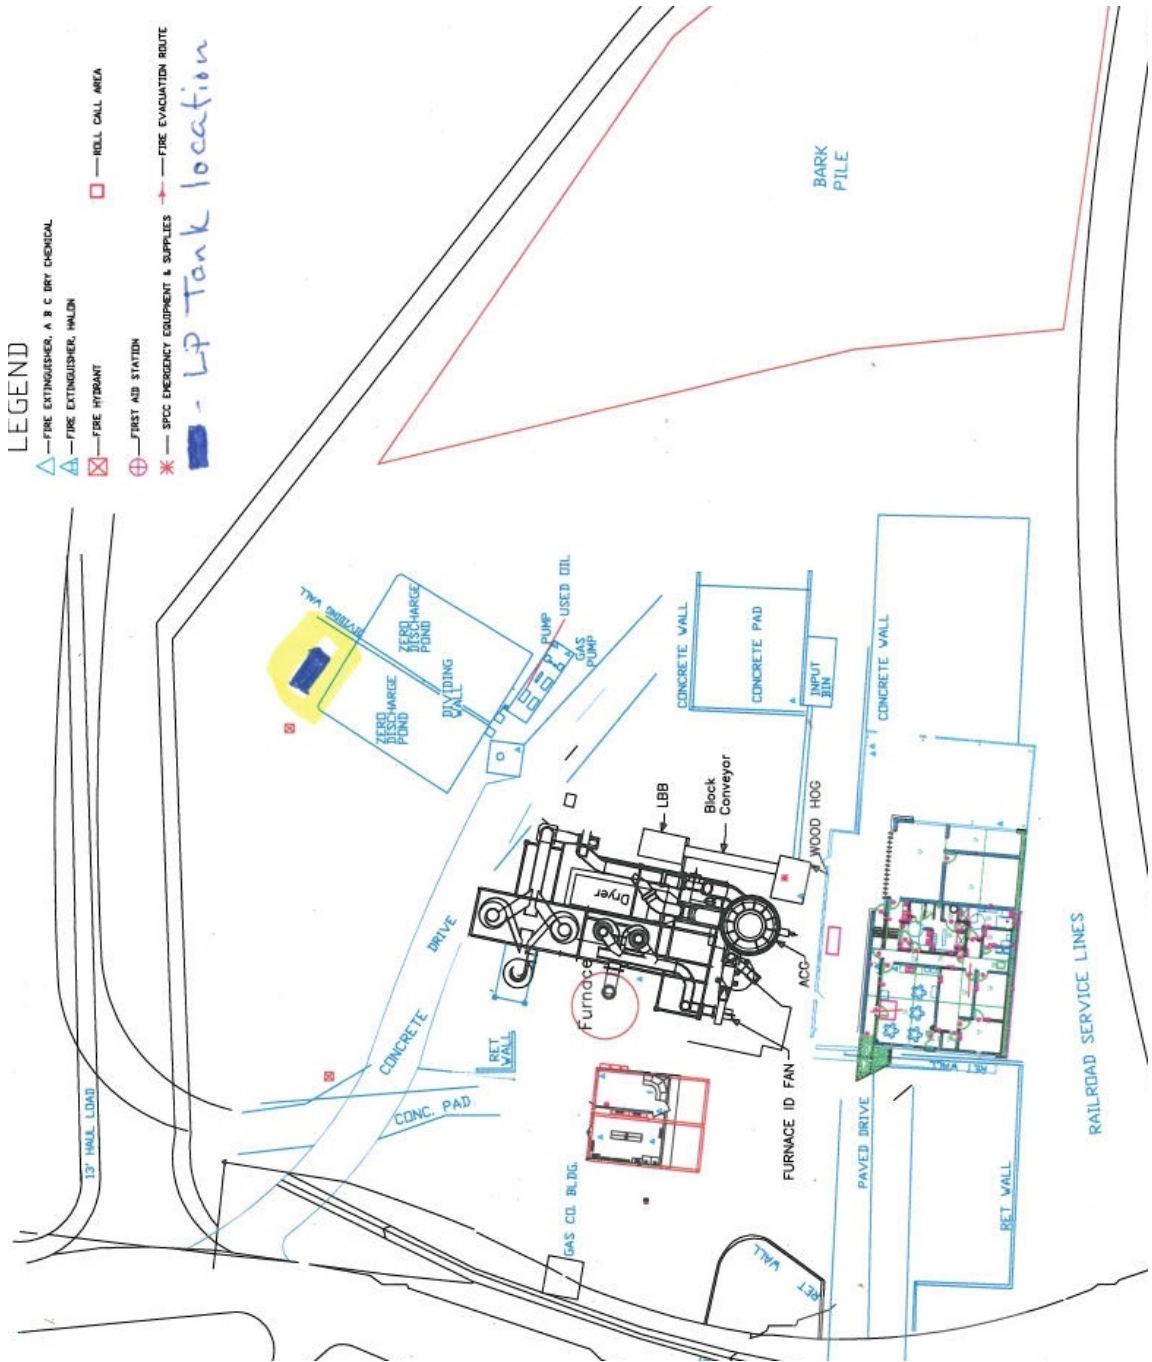 LEGEND
FIRE EXTINGUISHER, A B C DRY CHEMICAL
FIRE EXTINGUISHER, HALON
FIRE HYDRANT
ROLL CALL AREA
FIRST AID STATION
SPCC EMERGENCY EQUIPMENT & SUPPLIES
FIRE EVACUATION ROUTE
- LP Tank location
BARK
PILE
DIVIDING WALL
ZERO
DISCHARGE
POND
ZERO
DISCHARGE
POND
DIVIDING
WALL
PUMP
USED OIL
GAS
PUMP
CONCRETE WALL
CONCRETE PAD
INPUT
BIN
CONCRETE WALL
LBB
Block
Conveyor
WOOD HOG
Dryer
Furnace
ACG
FURNACE ID FAN
DRIVE
CONCRETE
RET
WALL
CONC. PAD
13' HAUL LOAD
GAS CO. BLDG.
RET
WALL
PAVED DRIVE
RET WALL
RET WALL
RAILROAD SERVICE LINES